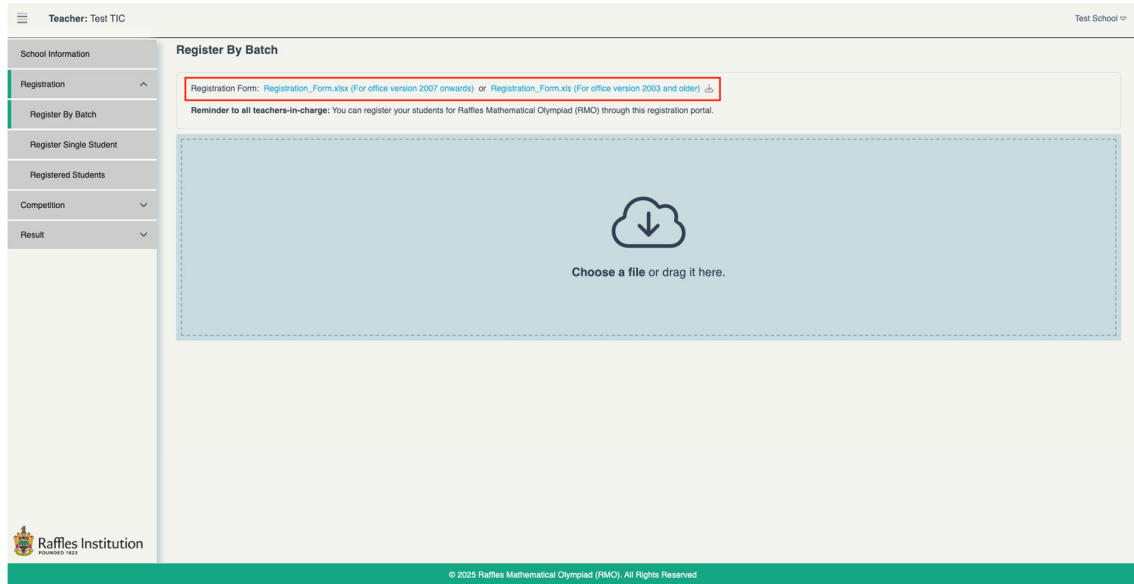 Teacher: Test TIC
Test School
School Information
Registration
Register By Batch
Register Single Student
Registered Students
Competition
Result
Register By Batch
Registration Form: Registration_Form.xlsx (For office version 2007 onwards) or Registration_Form.xls (For office version 2003 and older)
Reminder to all teachers-in-charge: You can register your students for Raffles Mathematical Olympiad (RMO) through this registration portal.
Choose a file or drag it here.
Raffles Institution
FOUNDED 1823
© 2025 Raffles Mathematical Olympiad (RMO). All Rights Reserved